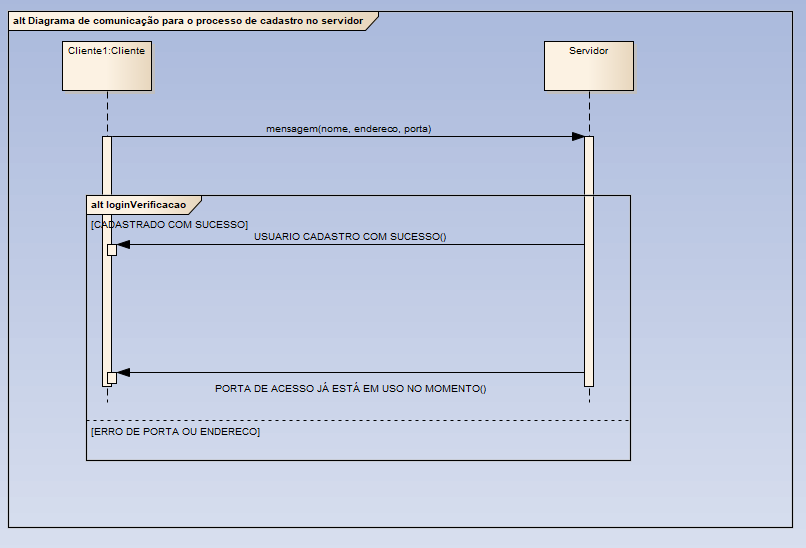 alt Diagrama de comunicação para o processo de cadastro no servidor
Cliente1:Cliente
Servidor
mensagem(nome, endereco, porta)
alt loginVerificacao
[CADASTRADO COM SUCESSO]
USUARIO CADASTRO COM SUCESSO()
PORTA DE ACESSO JÁ ESTÁ EM USO NO MOMENTO()
[ERRO DE PORTA OU ENDERECO]